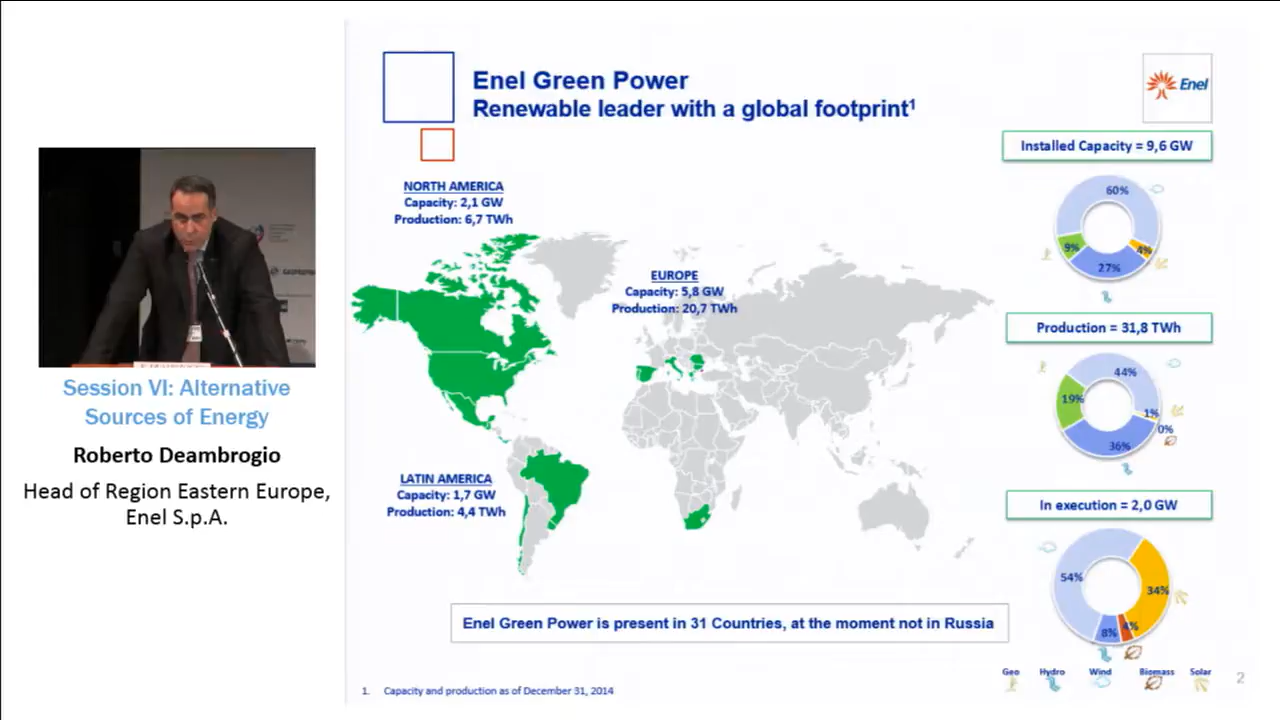 Enel Green Power
Renewable leader with a global footprint¹
Enel
Installed Capacity = 9,6 GW
60%
9%
4%
27%
NORTH AMERICA
Capacity: 2,1 GW
Production: 6,7 TWh
EUROPE
Capacity: 5,8 GW
Production: 20,7 TWh
Production = 31,8 TWh
44%
19%
1%
0%
36%
Session VI: Alternative
Sources of Energy
Roberto Deambrogio
Head of Region Eastern Europe,
Enel S.p.A.
LATIN AMERICA
Capacity: 1,7 GW
Production: 4,4 TWh
In execution = 2,0 GW
54%
34%
8%
4%
Enel Green Power is present in 31 Countries, at the moment not in Russia
Geo Hydro Wind Biomass Solar
1. Capacity and production as of December 31, 2014
2